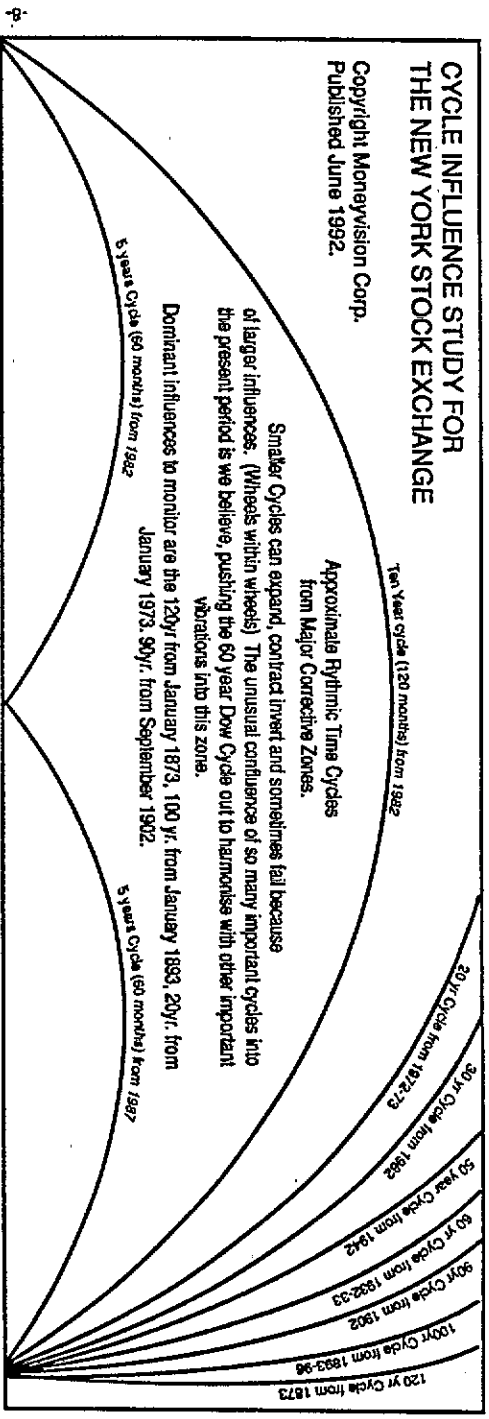 -8-
CYCLE INFLUENCE STUDY FOR
THE NEW YORK STOCK EXCHANGE
Copyright Moneyvision Corp.
Published June 1992.
Ten Year cycle (120 months) from 1982
Approximate Rythmic Time Cycles
from Major Corrective Zones.
Smaller Cycles can expand, contract invert and sometimes fail because
of larger influences. (Wheels within wheels) The unusual confluence of so many important cycles into
the present period is we believe, pushing the 60 year Dow Cycle out to harmonise with other important
vibrations into this zone.
Dominant influences to monitor are the 120yr from January 1873, 100 yr. from January 1893, 20yr. from
January 1973. 90yr. from September 1902.
5 years Cycle (60 months) from 1982
5 years Cycle (60 months) from 1987
20 yr Cycle from 1972-73
30 yr Cycle from 1962
50 year Cycle from 1942
60 yr Cycle from 1932-33
90yr Cycle from 1902
100yr Cycle from 1893-96
120 yr Cycle from 1873